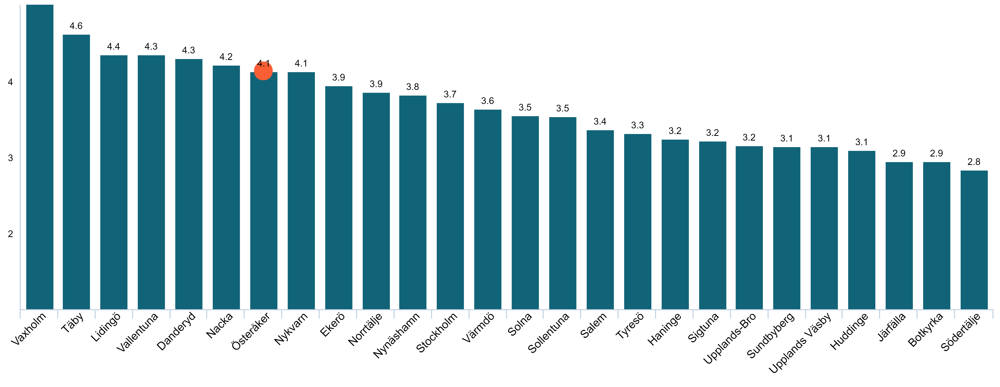 4.6
4.4
4.3
4.3
4.2
4.1
4.1
3.9
3.9
3.8
3.7
3.6
3.5
3.5
3.4
3.3
3.2
3.2
3.2
3.1
3.1
3.1
2.9
2.9
2.8
4
3
2
Vaxholm
Täby
Lidingö
Vallentuna
Danderyd
Nacka
Österåker
Nykvarn
Ekerö
Norrtälje
Nynäshamn
Stockholm
Värmdö
Solna
Sollentuna
Salem
Tyresö
Haninge
Sigtuna
Upplands-Bro
Sundbyberg
Upplands Väsby
Huddinge
Järfälla
Botkyrka
Södertälje